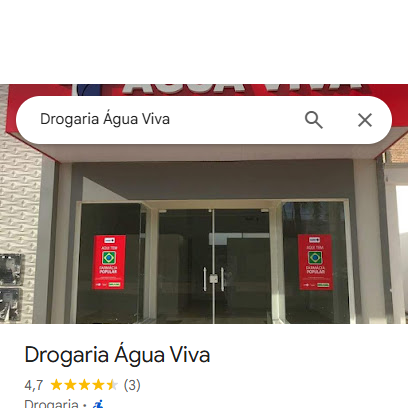 ÁGUA VIVA
Drogaria Água Viva
AQUI TEM
FARMÁCIA
POPULAR
AQUI TEM
FARMÁCIA
POPULAR
Drogaria Água Viva
4,7 (3)
Drogaria ·